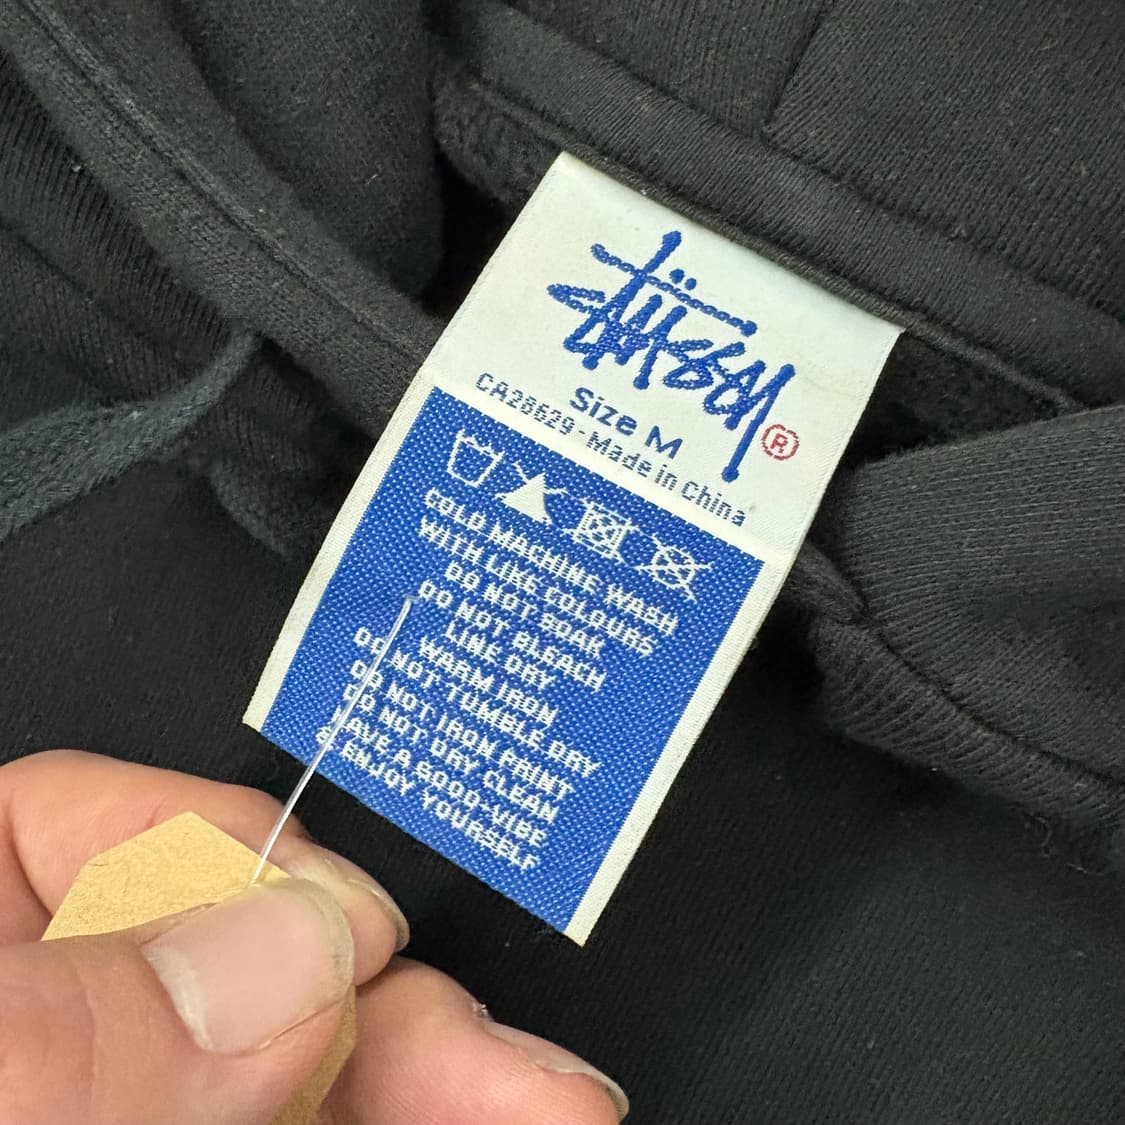 Stüssy®
Size M
CA28629 - Made in China
COLD MACHINE WASH
WITH LIKE COLOURS
DO NOT SOAK
DO NOT BLEACH
LINE DRY
WARM IRON
DO NOT TUMBLE DRY
DO NOT IRON PRINT
DO NOT DRY CLEAN
HAVE A GOOD VIBE
& ENJOY YOURSELF